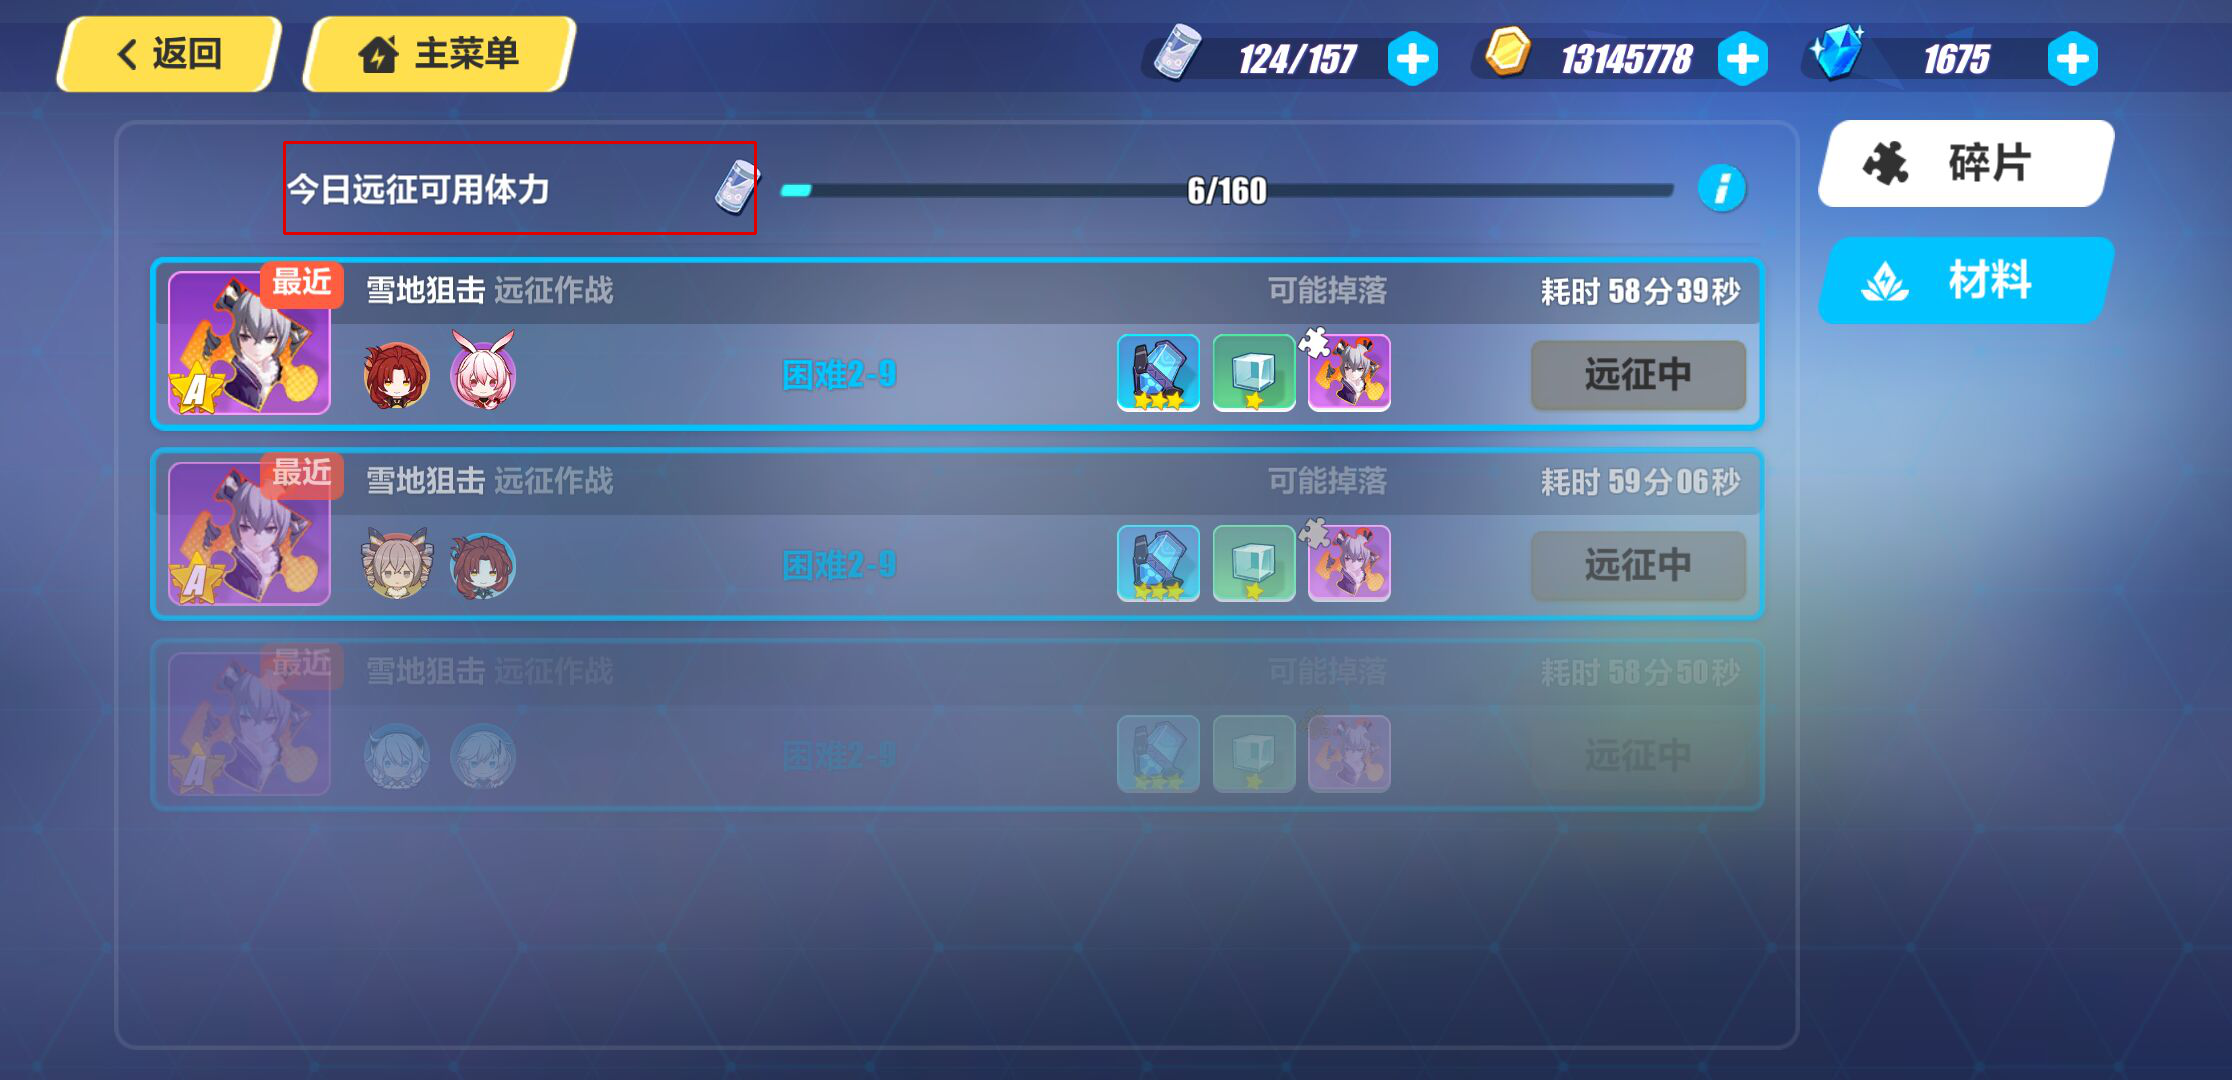 返回
主菜单
124/157
13145778
1675
今日远征可用体力
6/160
碎片
材料
最近
雪地狙击 远征作战
可能掉落
耗时 58分39秒
A
困难2-9
远征中
最近
雪地狙击 远征作战
可能掉落
耗时 59分06秒
A
困难2-9
远征中
最近
雪地狙击 远征作战
可能掉落
耗时 58分50秒
A
困难2-9
远征中